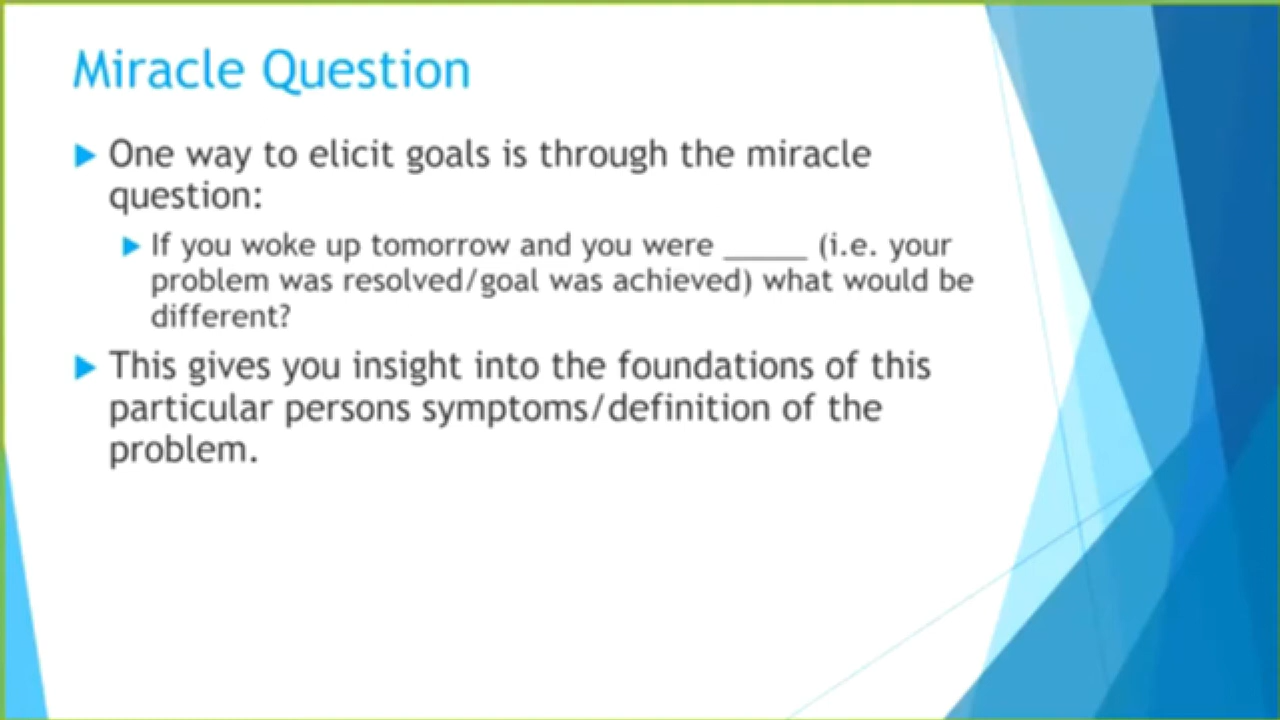 Miracle Question
One way to elicit goals is through the miracle
question:
If you woke up tomorrow and you were _____ (i.e. your
problem was resolved/goal was achieved) what would be
different?
This gives you insight into the foundations of this
particular persons symptoms/definition of the
problem.